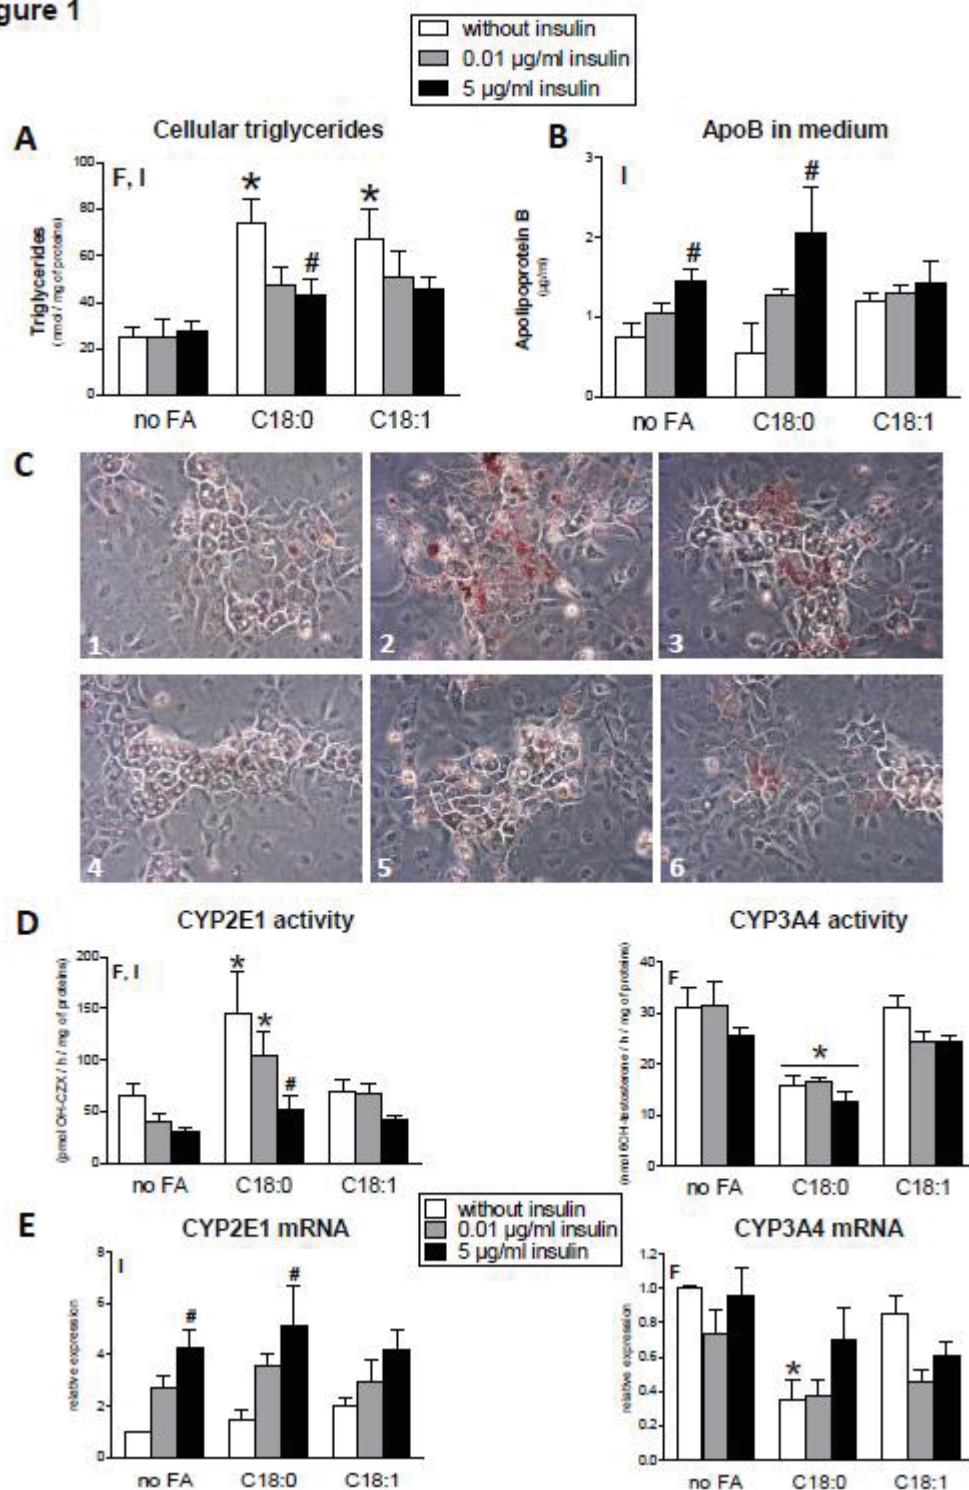 gure 1
without insulin
0.01 µg/ml insulin
5 µg/ml insulin
A
Cellular triglycerides
Triglycerides
(nmol / mg of proteins)
F, I
100
80
60
40
20
0
*
*
#
no FA
C18:0
C18:1
B
ApoB in medium
Apolipoprotein B
(µg/ml)
I
3
2
1
0
#
#
no FA
C18:0
C18:1
C
1
2
3
4
5
6
D
CYP2E1 activity
(pmol OH-CZX / h / mg of proteins)
F, I
200
150
100
50
0
*
*
#
no FA
C18:0
C18:1
CYP3A4 activity
(nmol 6OH-testosterone / h / mg of proteins)
F
40
30
20
10
0
*
no FA
C18:0
C18:1
without insulin
0.01 µg/ml insulin
5 µg/ml insulin
E
CYP2E1 mRNA
relative expression
I
8
6
4
2
0
#
#
no FA
C18:0
C18:1
CYP3A4 mRNA
relative expression
F
1.2
1.0
0.8
0.6
0.4
0.2
0.0
*
no FA
C18:0
C18:1